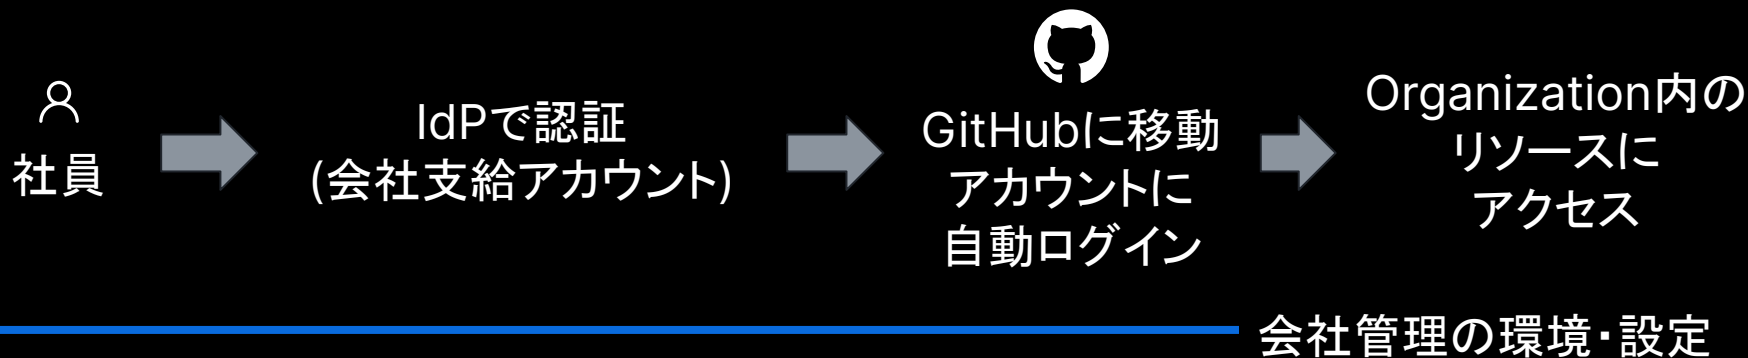 社員
IdPで認証
(会社支給アカウント)
GitHubに移動
アカウントに
自動ログイン
Organization内の
リソースに
アクセス
会社管理の環境・設定